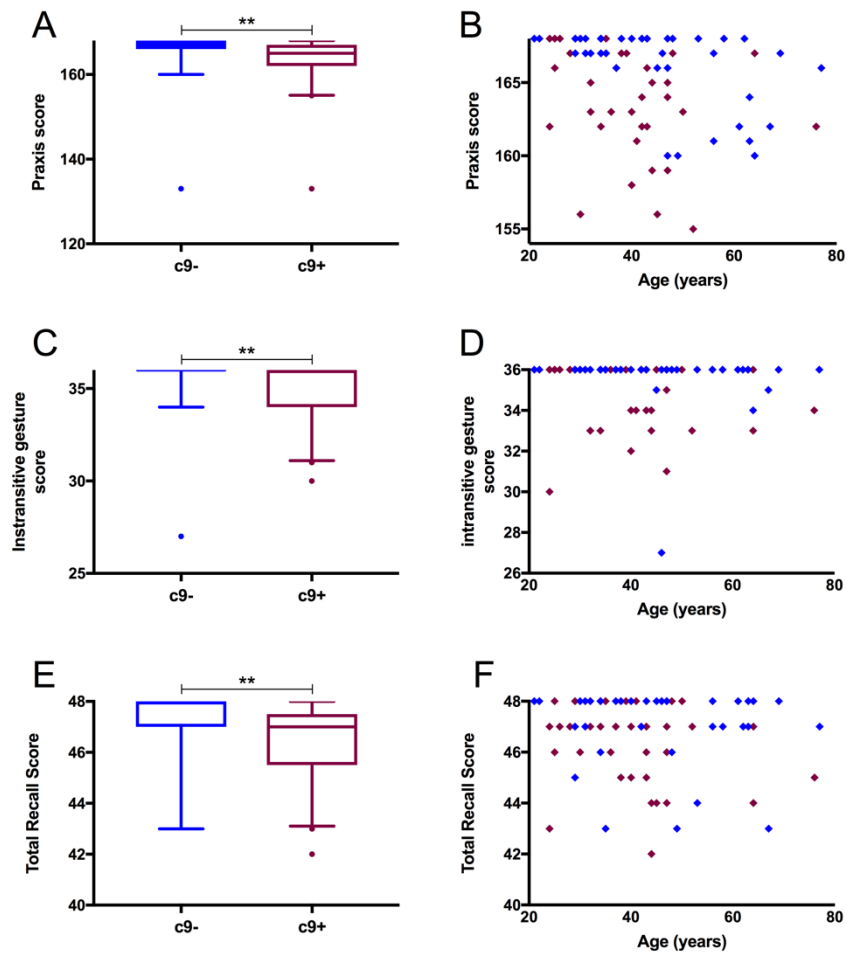 A
**
Praxis score
160
140
120
c9-
c9+
B
Praxis score
165
160
155
20
40
60
80
Age (years)
C
**
Instransitive gesture
score
35
30
25
c9-
c9+
D
intransitive gesture
score
36
34
32
30
28
26
20
40
60
80
Age (years)
E
**
Total Recall Score
48
46
44
42
40
c9-
c9+
F
Total Recall Score
48
46
44
42
40
20
40
60
80
Age (years)